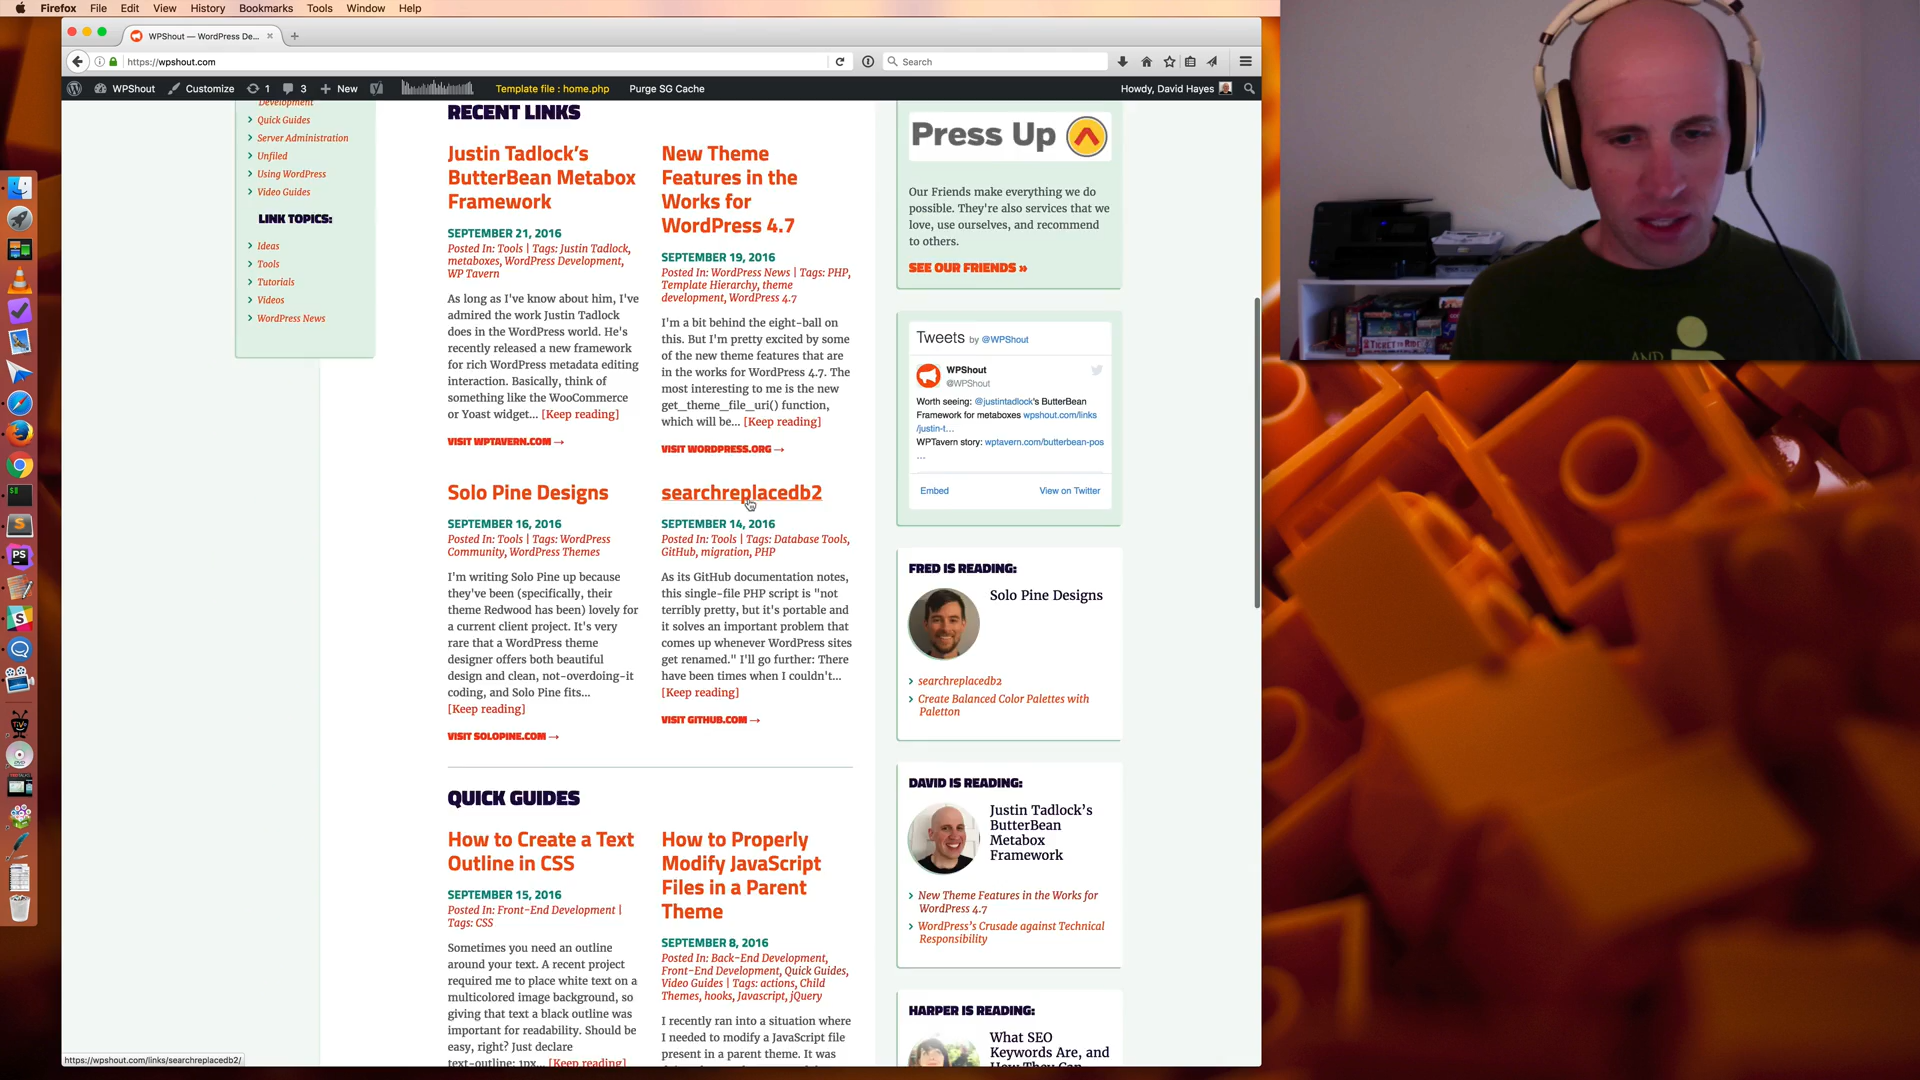 Firefox File Edit View History Bookmarks Tools Window Help
WPShout — WordPress De...
https://wpshout.com
Search
WPShout Customize 1 3 New Template file : home.php Purge SG Cache Howdy, David Hayes
Development
Quick Guides
Server Administration
Unfiled
Using WordPress
Video Guides
LINK TOPICS:
Ideas
Tools
Tutorials
Videos
WordPress News
RECENT LINKS
Justin Tadlock’s
ButterBean Metabox
Framework
SEPTEMBER 21, 2016
Posted In: Tools | Tags: Justin Tadlock,
metaboxes, WordPress Development,
WP Tavern
As long as I've know about him, I've
admired the work Justin Tadlock
does in the WordPress world. He's
recently released a new framework
for rich WordPress metadata editing
interaction. Basically, think of
something like the WooCommerce
or Yoast widget... [Keep reading]
VISIT WPTAVERN.COM →
New Theme
Features in the
Works for
WordPress 4.7
SEPTEMBER 19, 2016
Posted In: WordPress News | Tags: PHP,
Template Hierarchy, theme
development, WordPress 4.7
I'm a bit behind the eight-ball on
this. But I'm pretty excited by some
of the new theme features that are
in the works for WordPress 4.7. The
most interesting to me is the new
get_theme_file_uri() function,
which will be... [Keep reading]
VISIT WORDPRESS.ORG →
Solo Pine Designs
SEPTEMBER 16, 2016
Posted In: Tools | Tags: WordPress
Community, WordPress Themes
I'm writing Solo Pine up because
they've been (specifically, their
theme Redwood has been) lovely for
a current client project. It's very
rare that a WordPress theme
designer offers both beautiful
design and clean, not-overdoing-it
coding, and Solo Pine fits...
[Keep reading]
VISIT SOLOPINE.COM →
searchreplacedb2
SEPTEMBER 14, 2016
Posted In: Tools | Tags: Database Tools,
GitHub, migration, PHP
As its GitHub documentation notes,
this single-file PHP script is "not
terribly pretty, but it's portable and
it solves an important problem that
comes up whenever WordPress sites
get renamed." I'll go further: There
have been times when I couldn't...
[Keep reading]
VISIT GITHUB.COM →
QUICK GUIDES
How to Create a Text
Outline in CSS
SEPTEMBER 15, 2016
Posted In: Front-End Development |
Tags: CSS
Sometimes you need an outline
around your text. A recent project
required me to place white text on a
multicolored image background, so
giving that text a black outline was
important for readability. Should be
easy, right? Just declare
text-outline: 1px... [Keep reading]
How to Properly
Modify JavaScript
Files in a Parent
Theme
SEPTEMBER 8, 2016
Posted In: Back-End Development,
Front-End Development, Quick Guides,
Video Guides | Tags: actions, Child
Themes, hooks, Javascript, jQuery
I recently ran into a situation where
I needed to modify a JavaScript file
present in a parent theme. It was
Press Up
Our Friends make everything we do
possible. They're also services that we
love, use ourselves, and recommend
to others.
SEE OUR FRIENDS »
Tweets by @WPShout
WPShout
@WPShout
Worth seeing: @justintadlock's ButterBean
Framework for metaboxes wpshout.com/links
/justin-t…
WPTavern story: wptavern.com/butterbean-pos
…
Embed
View on Twitter
FRED IS READING:
Solo Pine Designs
searchreplacedb2
Create Balanced Color Palettes with
Paletton
DAVID IS READING:
Justin Tadlock’s
ButterBean
Metabox
Framework
New Theme Features in the Works for
WordPress 4.7
WordPress’s Crusade against Technical
Responsibility
HARPER IS READING:
What SEO
Keywords Are, and
How They Can
https://wpshout.com/links/searchreplacedb2/
TICKET TO RIDE
AND